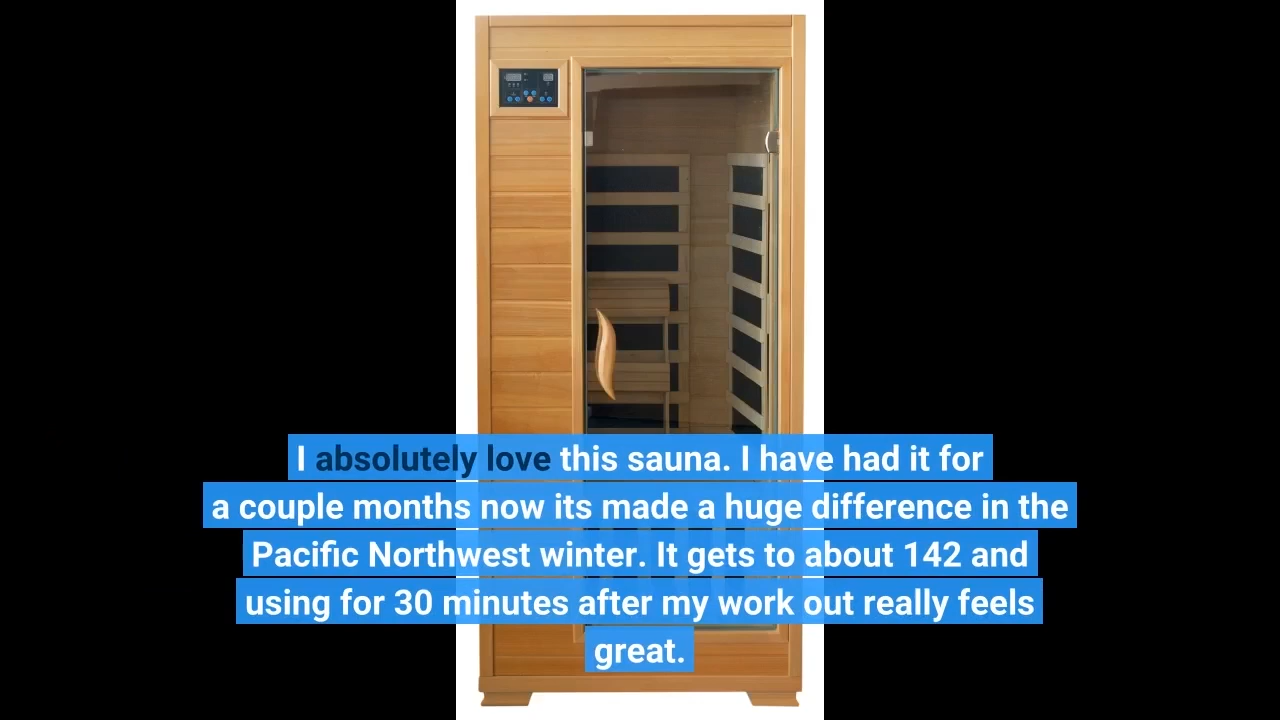 I absolutely love this sauna. I have had it for
a couple months now its made a huge difference in the
Pacific Northwest winter. It gets to about 142 and
using for 30 minutes after my work out really feels
great.